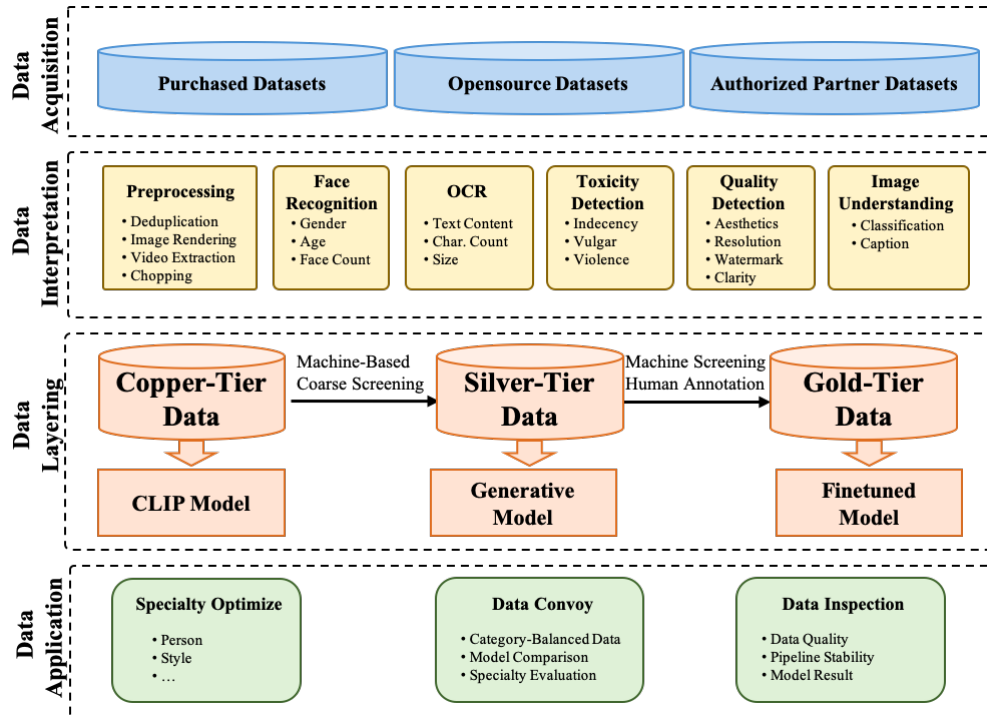 Data
Acquisition
Purchased Datasets
Opensource Datasets
Authorized Partner Datasets
Data
Interpretation
Preprocessing
• Deduplication
• Image Rendering
• Video Extraction
• Chopping
Face
Recognition
• Gender
• Age
• Face Count
OCR
• Text Content
• Char. Count
• Size
Toxicity
Detection
• Indecency
• Vulgar
• Violence
Quality
Detection
• Aesthetics
• Resolution
• Watermark
• Clarity
Image
Understanding
• Classification
• Caption
Data
Layering
Copper-Tier
Data
Machine-Based
Coarse Screening
Silver-Tier
Data
Machine Screening
Human Annotation
Gold-Tier
Data
CLIP Model
Generative
Model
Finetuned
Model
Data
Application
Specialty Optimize
• Person
• Style
• …
Data Convoy
• Category-Balanced Data
• Model Comparison
• Specialty Evaluation
Data Inspection
• Data Quality
• Pipeline Stability
• Model Result